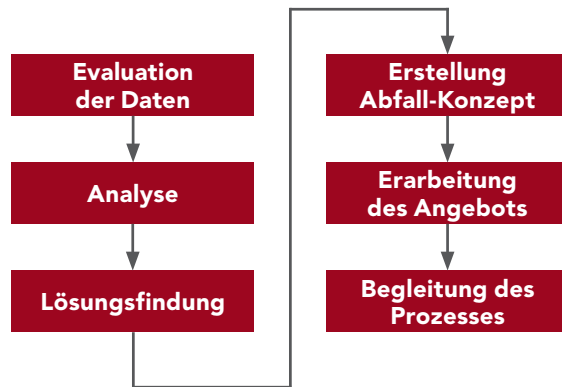 Evaluation
der Daten
Analyse
Lösungsfindung
Erstellung
Abfall-Konzept
Erarbeitung
des Angebots
Begleitung des
Prozesses